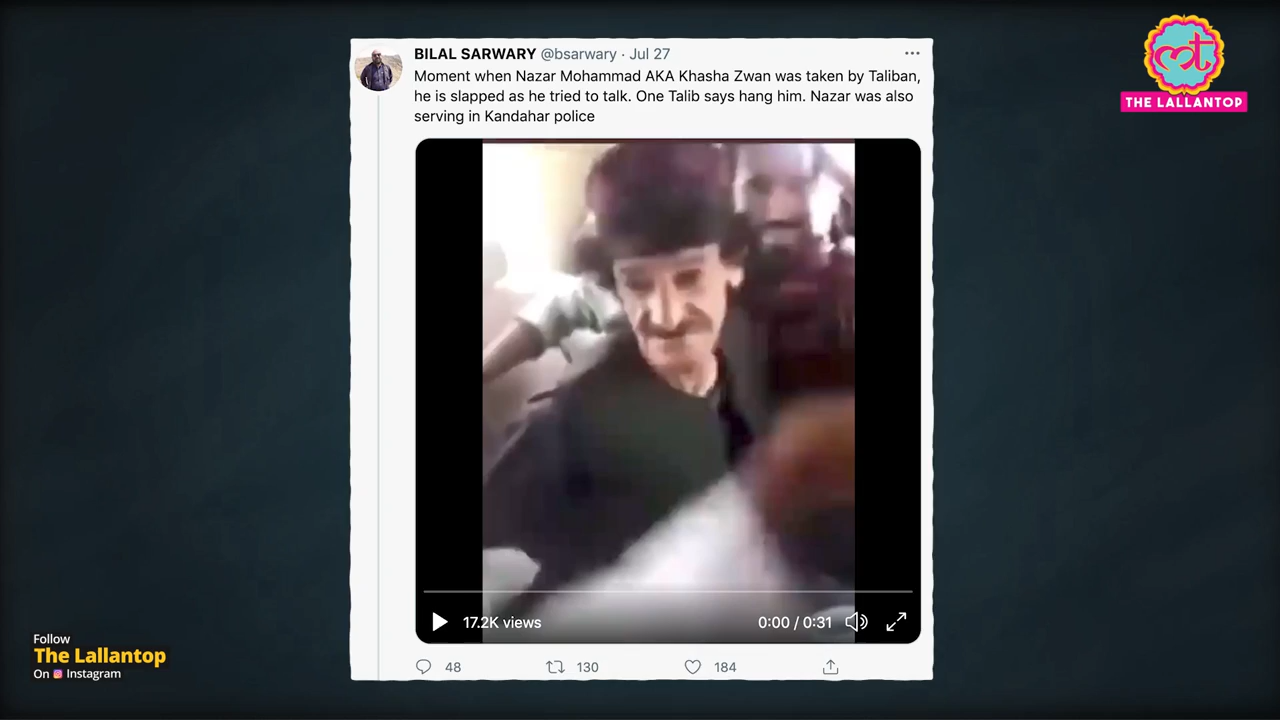 BILAL SARWARY @bsarwary · Jul 27
Moment when Nazar Mohammad AKA Khasha Zwan was taken by Taliban,
he is slapped as he tried to talk. One Talib says hang him. Nazar was also
serving in Kandahar police
17.2K views
0:00 / 0:31
48
130
184
THE LALLANTOP
Follow
The Lallantop
On Instagram